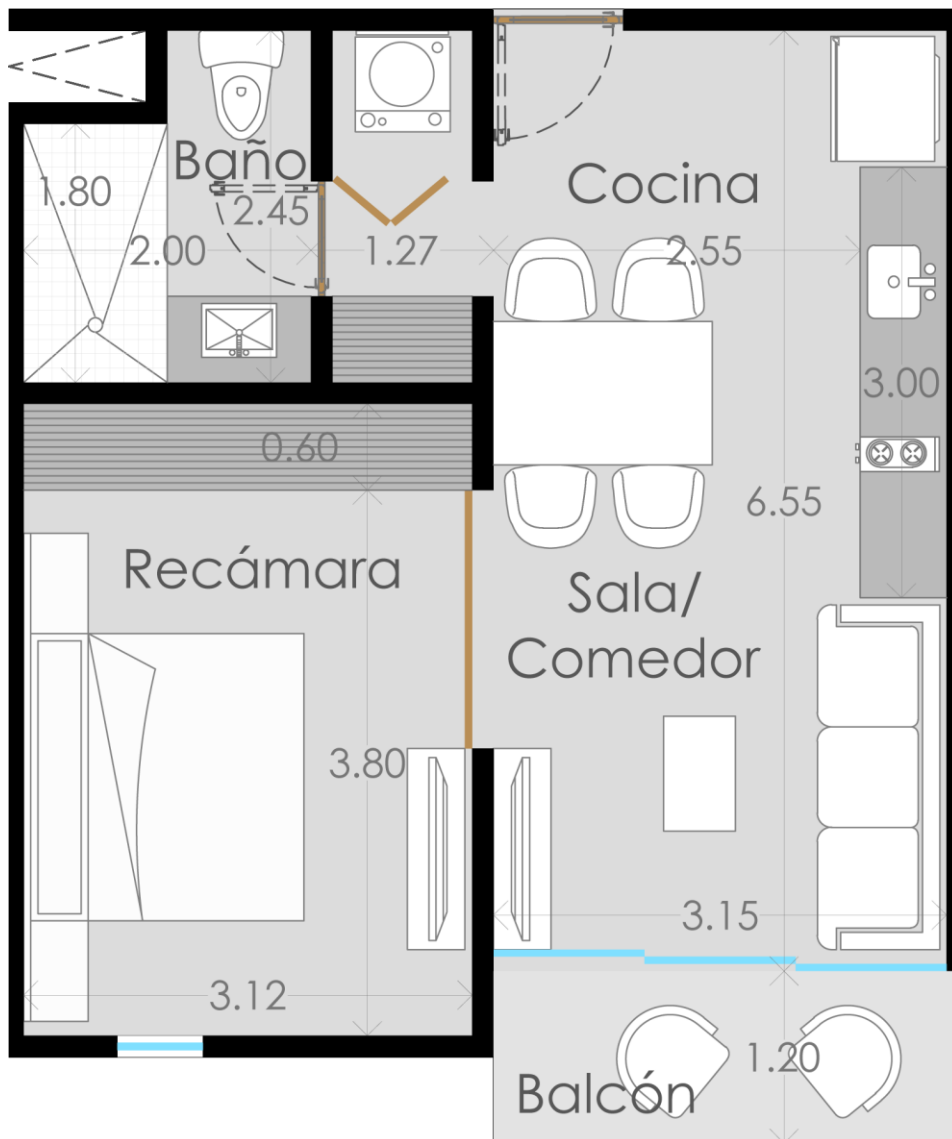 Baño
1.80
2.45
2.00
1.27
Cocina
2.55
3.00
0.60
6.55
Recámara
Sala/
Comedor
3.80
3.15
3.12
1.20
Balcón